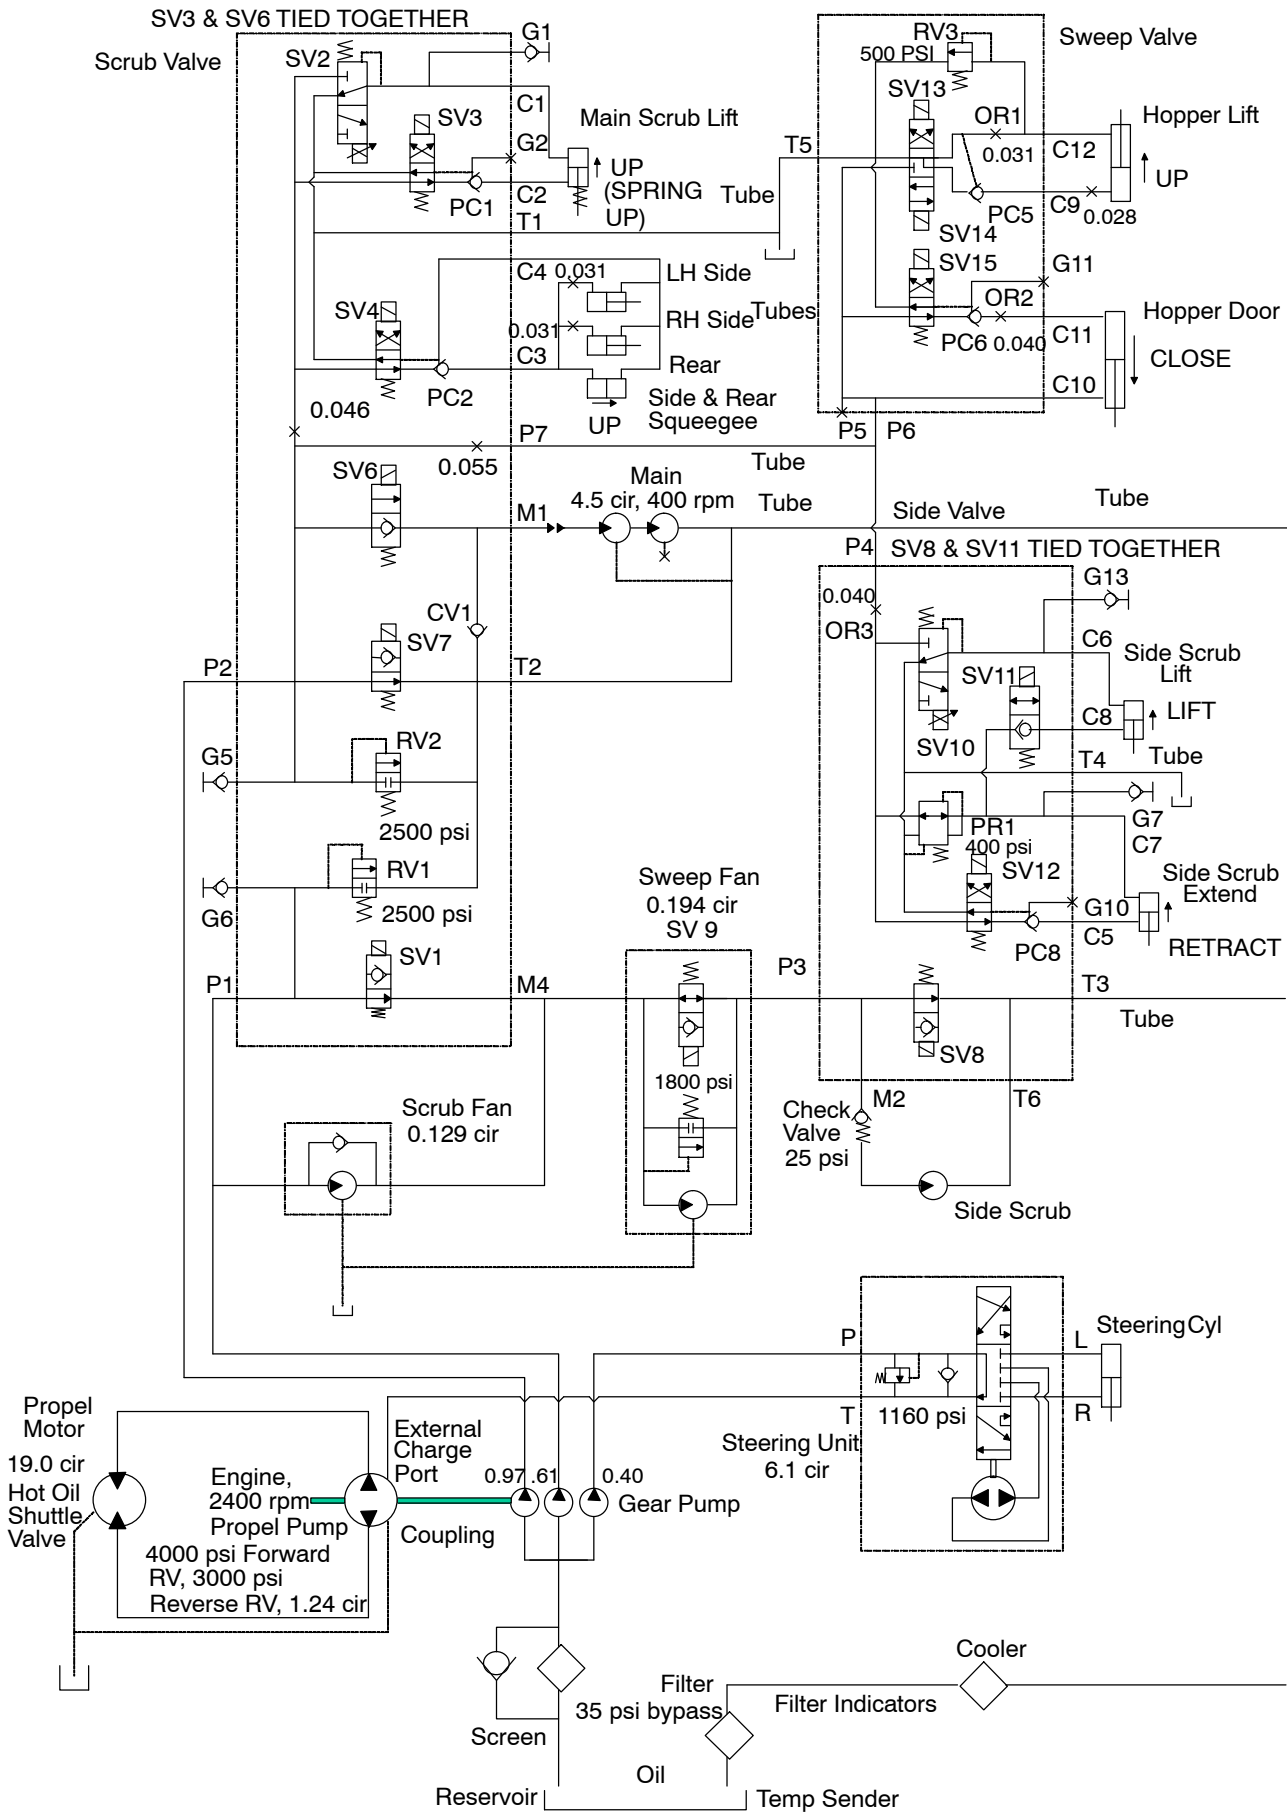 SV3 & SV6 TIED TOGETHER
Scrub Valve
SV2
G1
C1
SV3
G2
Main Scrub Lift
UP
(SPRING
UP)
C2
PC1
T1
Tube
T5
RV3
500 PSI
Sweep Valve
SV13
OR1
0.031
C12
Hopper Lift
UP
PC5
C9
0.028
SV14
SV15
G11
OR2
PC6
0.040
C11
Hopper Door
CLOSE
C10
P5
P6
C4
0.031
LH Side
SV4
0.031
RH Side
Tubes
C3
Rear
PC2
Side & Rear
Squeegee
UP
0.046
P7
0.055
Tube
SV6
Main
4.5 cir, 400 rpm
M1
Tube
Side Valve
Tube
P4
SV8 & SV11 TIED TOGETHER
G13
0.040
OR3
C6
Side Scrub
Lift
SV11
C8
LIFT
SV10
T4
Tube
CV1
SV7
P2
T2
RV2
G5
2500 psi
G7
C7
PR1
400 psi
SV12
Side Scrub
Extend
G10
C5
PC8
RETRACT
RV1
G6
2500 psi
SV1
P1
M4
Sweep Fan
0.194 cir
SV 9
P3
T3
Tube
SV8
1800 psi
M2
T6
Check
Valve
25 psi
Side Scrub
Scrub Fan
0.129 cir
P
L
SteeringCyl
T
1160 psi
R
Steering Unit
6.1 cir
Propel
Motor
19.0 cir
Hot Oil
Shuttle
Valve
External
Charge
Port
Engine,
2400 rpm
Propel Pump
4000 psi Forward
RV, 3000 psi
Reverse RV, 1.24 cir
Coupling
0.97
.61
0.40
Gear Pump
Screen
Filter
35 psi bypass
Cooler
Filter Indicators
Oil
Reservoir
Temp Sender